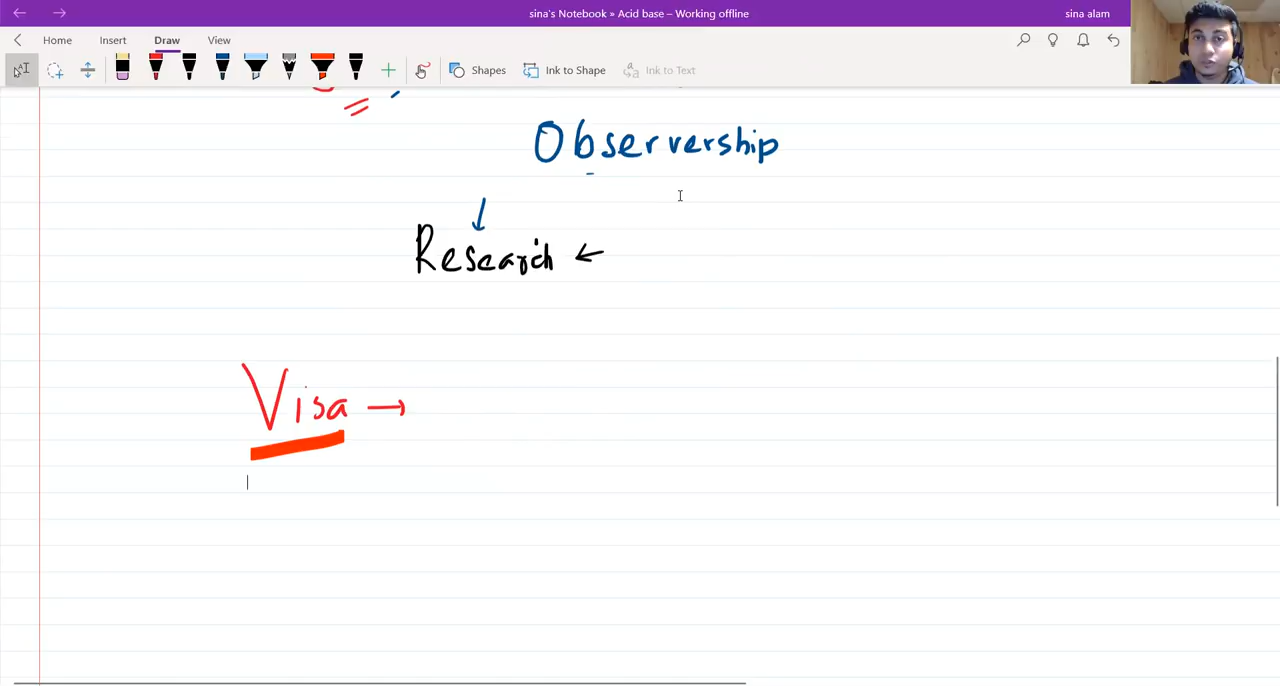 sina's Notebook » Acid base – Working offline
sina alam
Home Insert Draw View
Shapes Ink to Shape Ink to Text
Observership
Research ←
Visa →